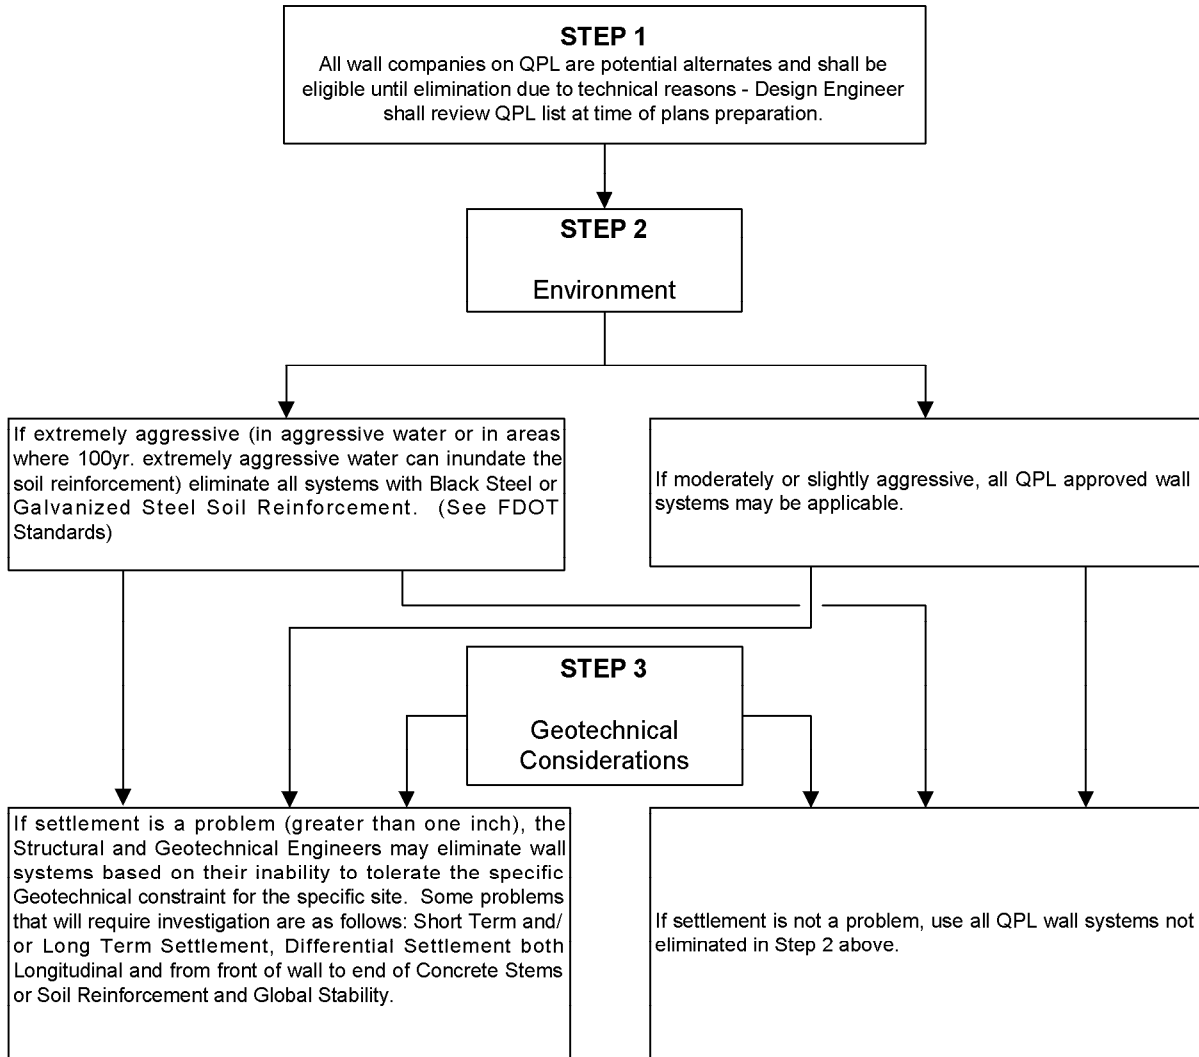 STEP 1
All wall companies on QPL are potential alternates and shall be
eligible until elimination due to technical reasons - Design Engineer
shall review QPL list at time of plans preparation.
STEP 2
Environment
If extremely aggressive (in aggressive water or in areas
where 100yr. extremely aggressive water can inundate the
soil reinforcement) eliminate all systems with Black Steel or
Galvanized Steel Soil Reinforcement. (See FDOT
Standards)
If moderately or slightly aggressive, all QPL approved wall
systems may be applicable.
STEP 3
Geotechnical
Considerations
If settlement is a problem (greater than one inch), the
Structural and Geotechnical Engineers may eliminate wall
systems based on their inability to tolerate the specific
Geotechnical constraint for the specific site. Some problems
that will require investigation are as follows: Short Term and/
or Long Term Settlement, Differential Settlement both
Longitudinal and from front of wall to end of Concrete Stems
or Soil Reinforcement and Global Stability.
If settlement is not a problem, use all QPL wall systems not
eliminated in Step 2 above.